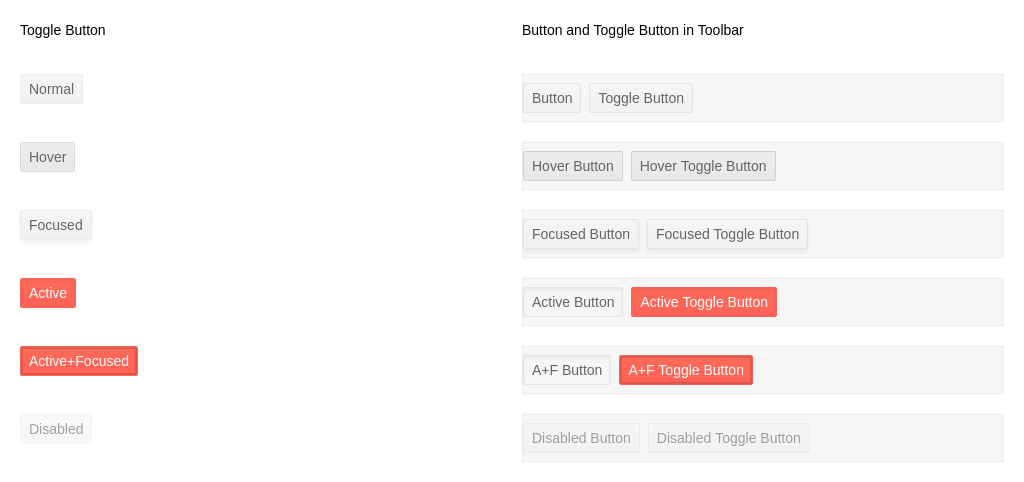 Toggle Button
Normal
Hover
Focused
Active
Active+Focused
Disabled
Button and Toggle Button in Toolbar
Button Toggle Button
Hover Button Hover Toggle Button
Focused Button Focused Toggle Button
Active Button Active Toggle Button
A+F Button A+F Toggle Button
Disabled Button Disabled Toggle Button